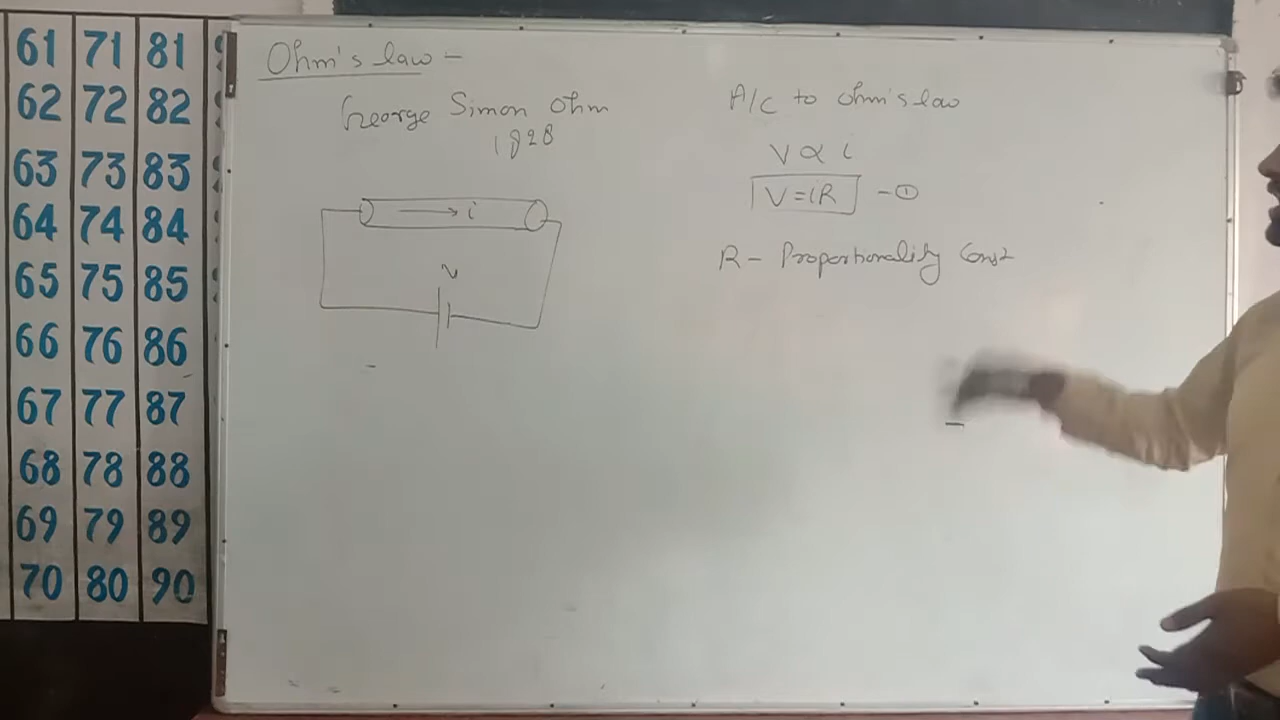 61 71 81
62 72 82
63 73 83
64 74 84
65 75 85
66 76 86
67 77 87
68 78 88
69 79 89
70 80 90
Ohm's law –
George Simon Ohm
1828
i
V
A/C to Ohm's law
V ∝ i
V=iR –①
R – Proportionality Const